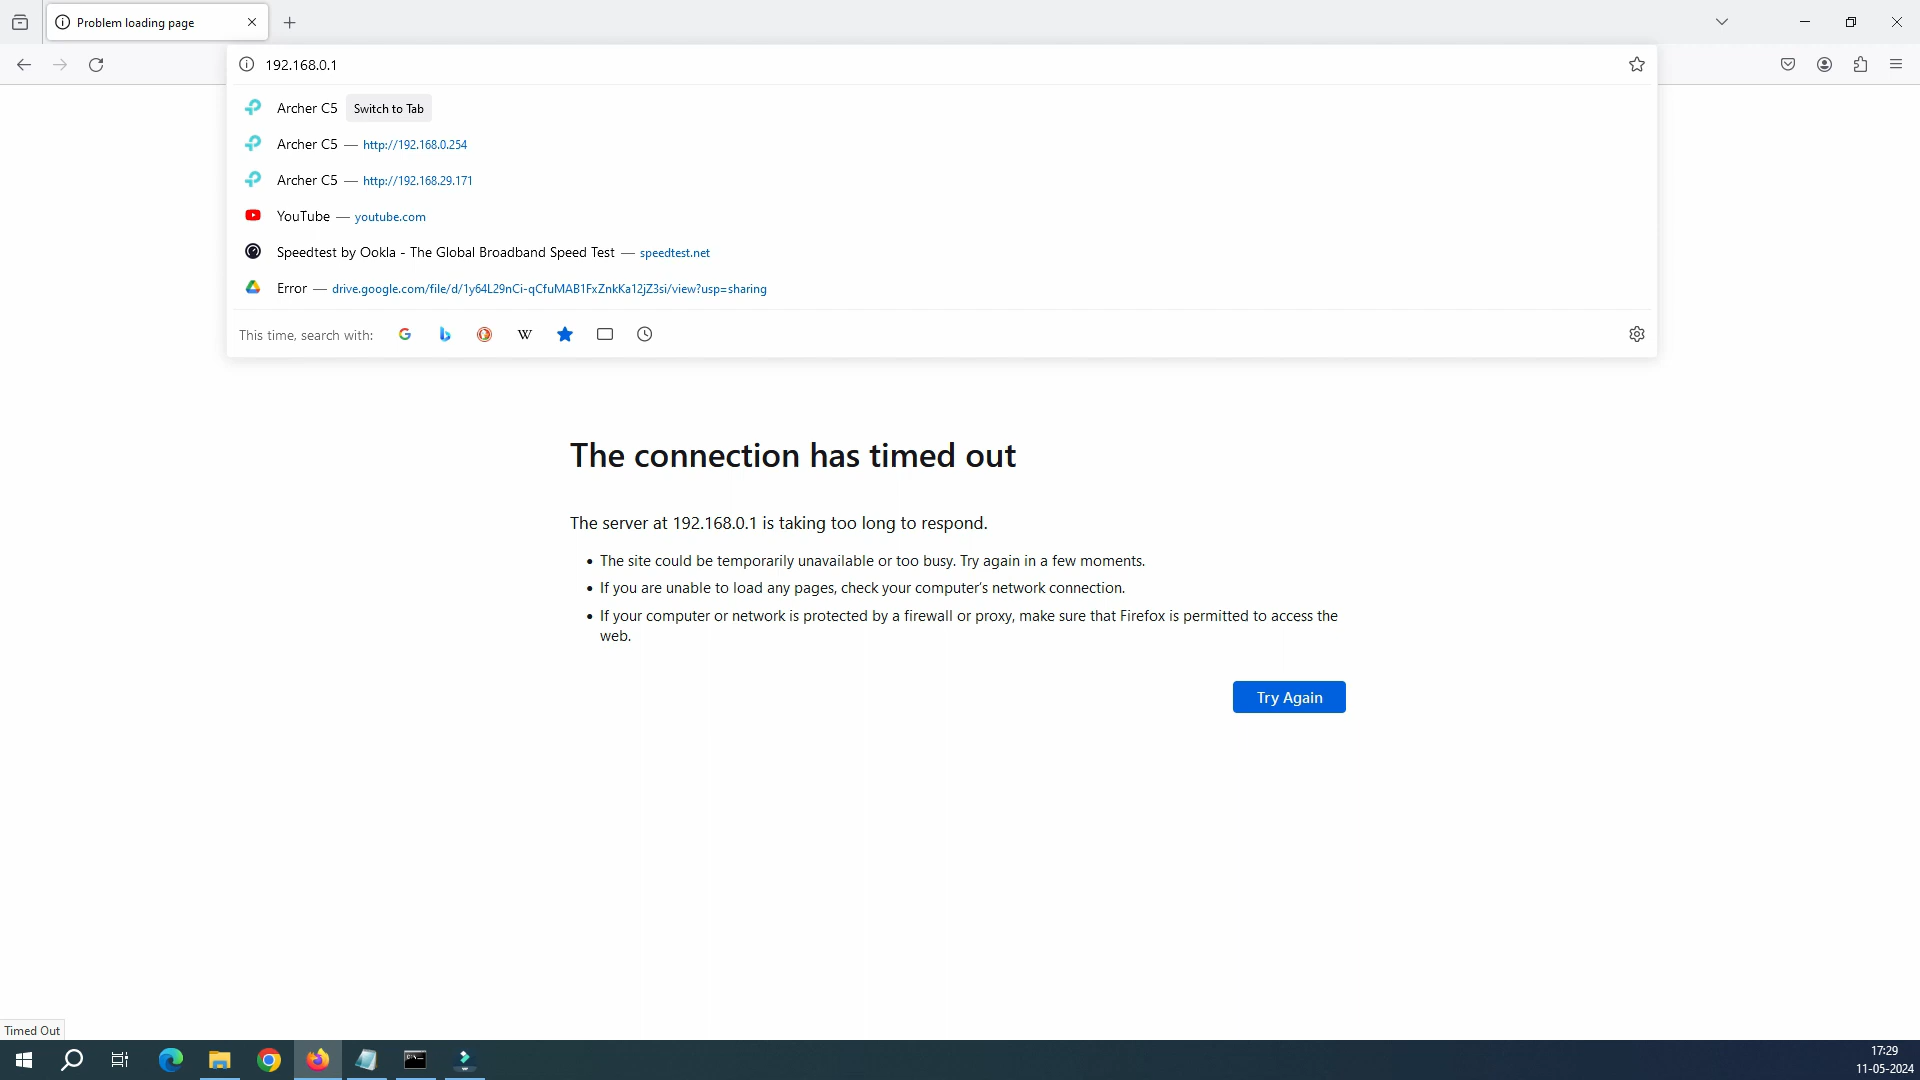 Problem loading page
192.168.0.1
Archer C5 Switch to Tab
Archer C5 — http://192.168.0.254
Archer C5 — http://192.168.29.171
YouTube — youtube.com
Speedtest by Ookla - The Global Broadband Speed Test — speedtest.net
Error — drive.google.com/file/d/1y64L29nCi-qCfuMAB1FxZnkKa12jZ3si/view?usp=sharing
This time, search with:
The connection has timed out
The server at 192.168.0.1 is taking too long to respond.
• The site could be temporarily unavailable or too busy. Try again in a few moments.
• If you are unable to load any pages, check your computer’s network connection.
• If your computer or network is protected by a firewall or proxy, make sure that Firefox is permitted to access the
web.
Try Again
Timed Out
17:29
11-05-2024